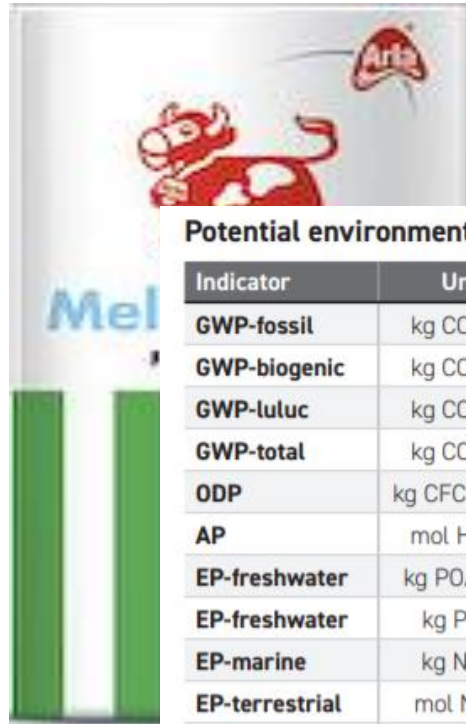 Arla
Mel
Potential environment
Indicator Un
GWP-fossil kg CO
GWP-biogenic kg CO
GWP-luluc kg CO
GWP-total kg CO
ODP kg CFC
AP mol H
EP-freshwater kg PO
EP-freshwater kg P
EP-marine kg N
EP-terrestrial mol N